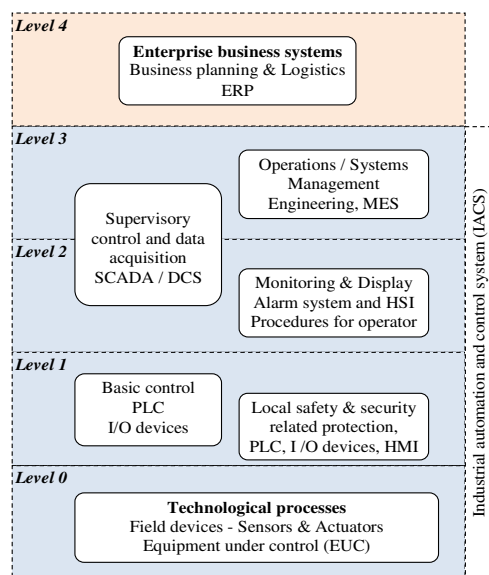 Level 4
Enterprise business systems
Business planning & Logistics
ERP
Level 3
Operations / Systems
Management
Engineering, MES
Supervisory
control and data
acquisition
SCADA / DCS
Level 2
Monitoring & Display
Alarm system and HSI
Procedures for operator
Level 1
Basic control
PLC
I/O devices
Local safety & security
related protection,
PLC, I /O devices, HMI
Level 0
Technological processes
Field devices - Sensors & Actuators
Equipment under control (EUC)
Industrial automation and control system (IACS)